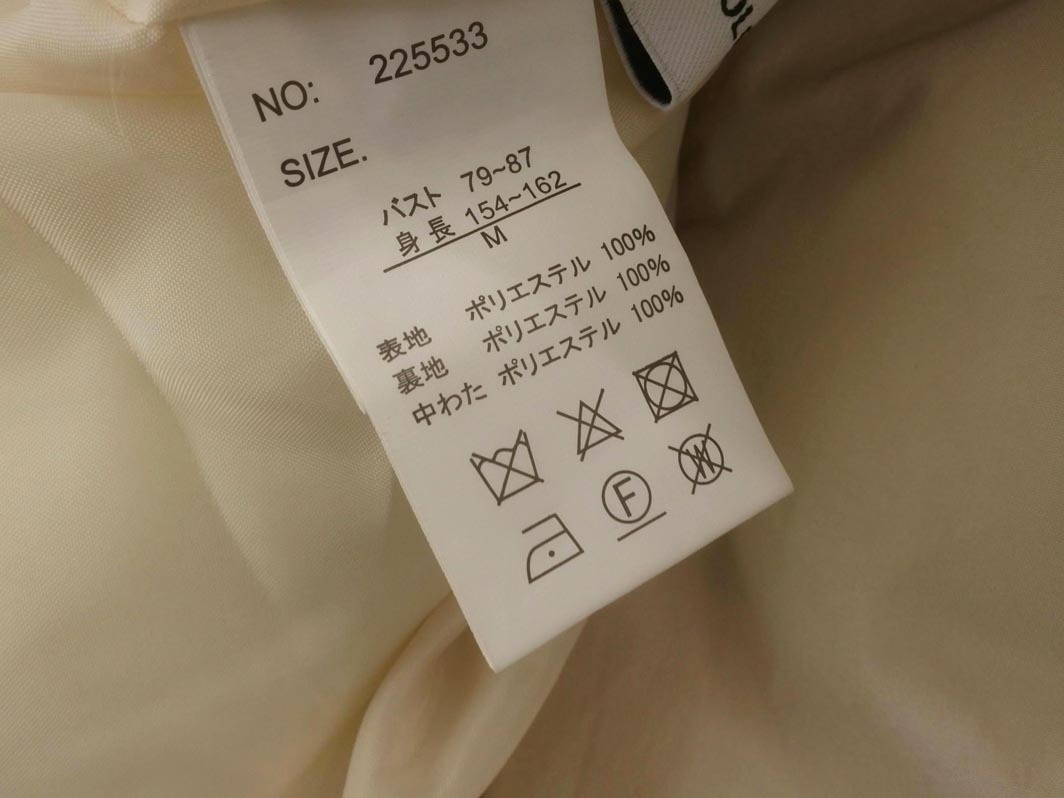 NO: 225533
SIZE.
バスト 79~87
身長 154~162
M
表地 ポリエステル 100%
裏地 ポリエステル 100%
中わた ポリエステル 100%
F
W